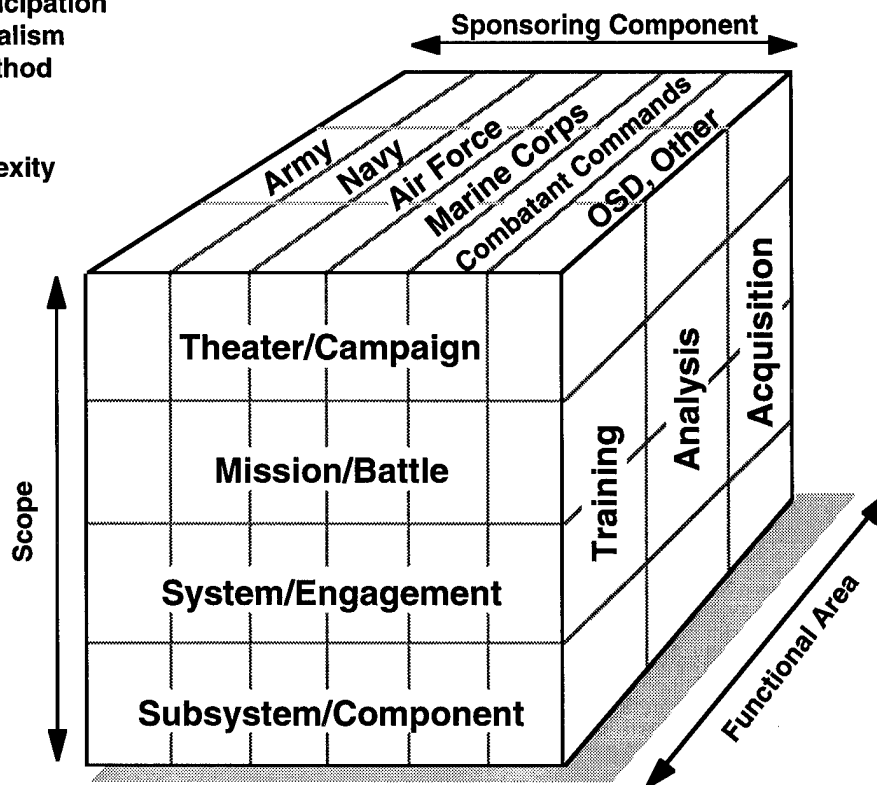 Sponsoring Component
Army
Navy
Air Force
Marine Corps
Combatant Commands
OSD, Other
Theater/Campaign
Mission/Battle
System/Engagement
Subsystem/Component
Scope
Training
Analysis
Acquisition
Functional Area